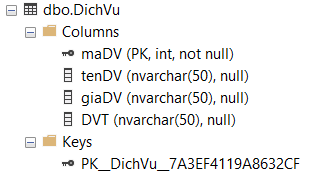 dbo.DichVu
Columns
maDV (PK, int, not null)
tenDV (nvarchar(50), null)
giaDV (nvarchar(50), null)
DVT (nvarchar(50), null)
Keys
PK__DichVu__7A3EF4119A8632CF